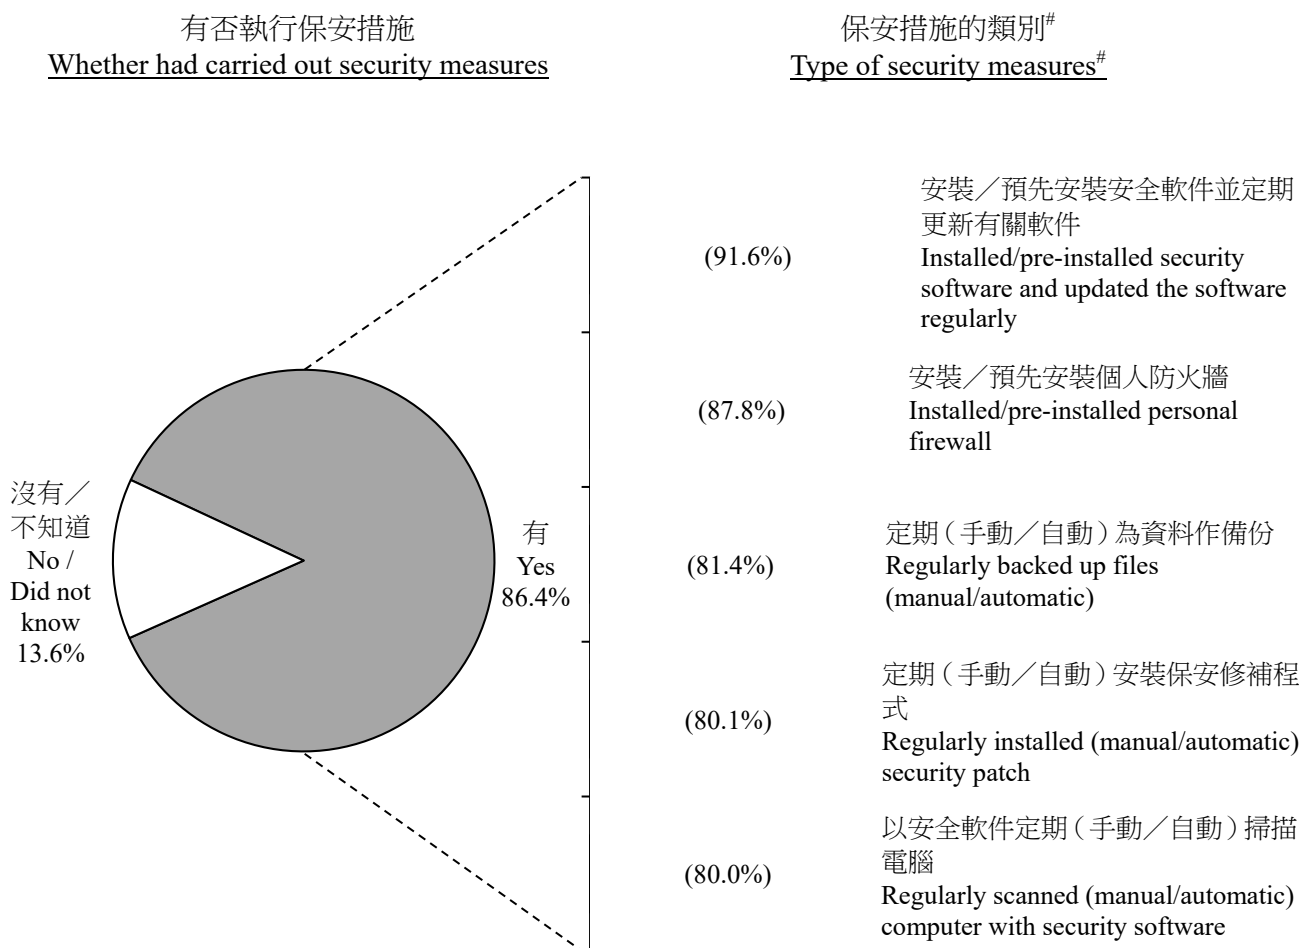 有否執行保安措施
Whether had carried out security measures
保安措施的類別#
Type of security measures#
沒有／
不知道
No /
Did not
know
13.6%
有
Yes
86.4%
(91.6%)
安裝／預先安裝安全軟件並定期
更新有關軟件
Installed/pre-installed security
software and updated the software
regularly
(87.8%)
安裝／預先安裝個人防火牆
Installed/pre-installed personal
firewall
(81.4%)
定期（手動／自動）為資料作備份
Regularly backed up files
(manual/automatic)
(80.1%)
定期（手動／自動）安裝保安修補程
式
Regularly installed (manual/automatic)
security patch
(80.0%)
以安全軟件定期（手動／自動）掃描
電腦
Regularly scanned (manual/automatic)
computer with security software